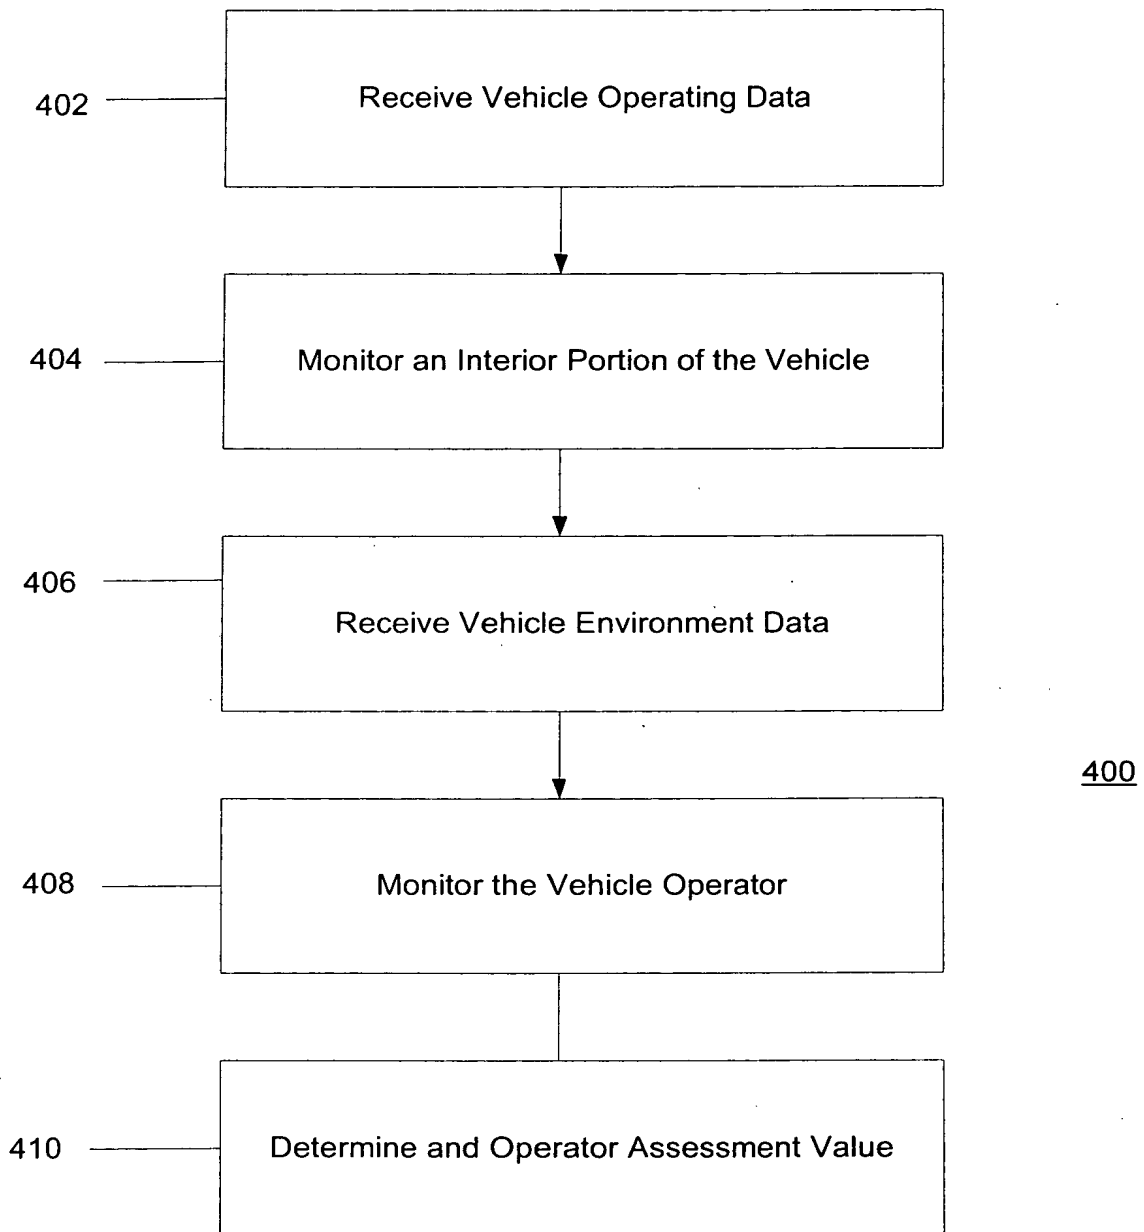 402
Receive Vehicle Operating Data
404
Monitor an Interior Portion of the Vehicle
406
Receive Vehicle Environment Data
400
408
Monitor the Vehicle Operator
410
Determine and Operator Assessment Value